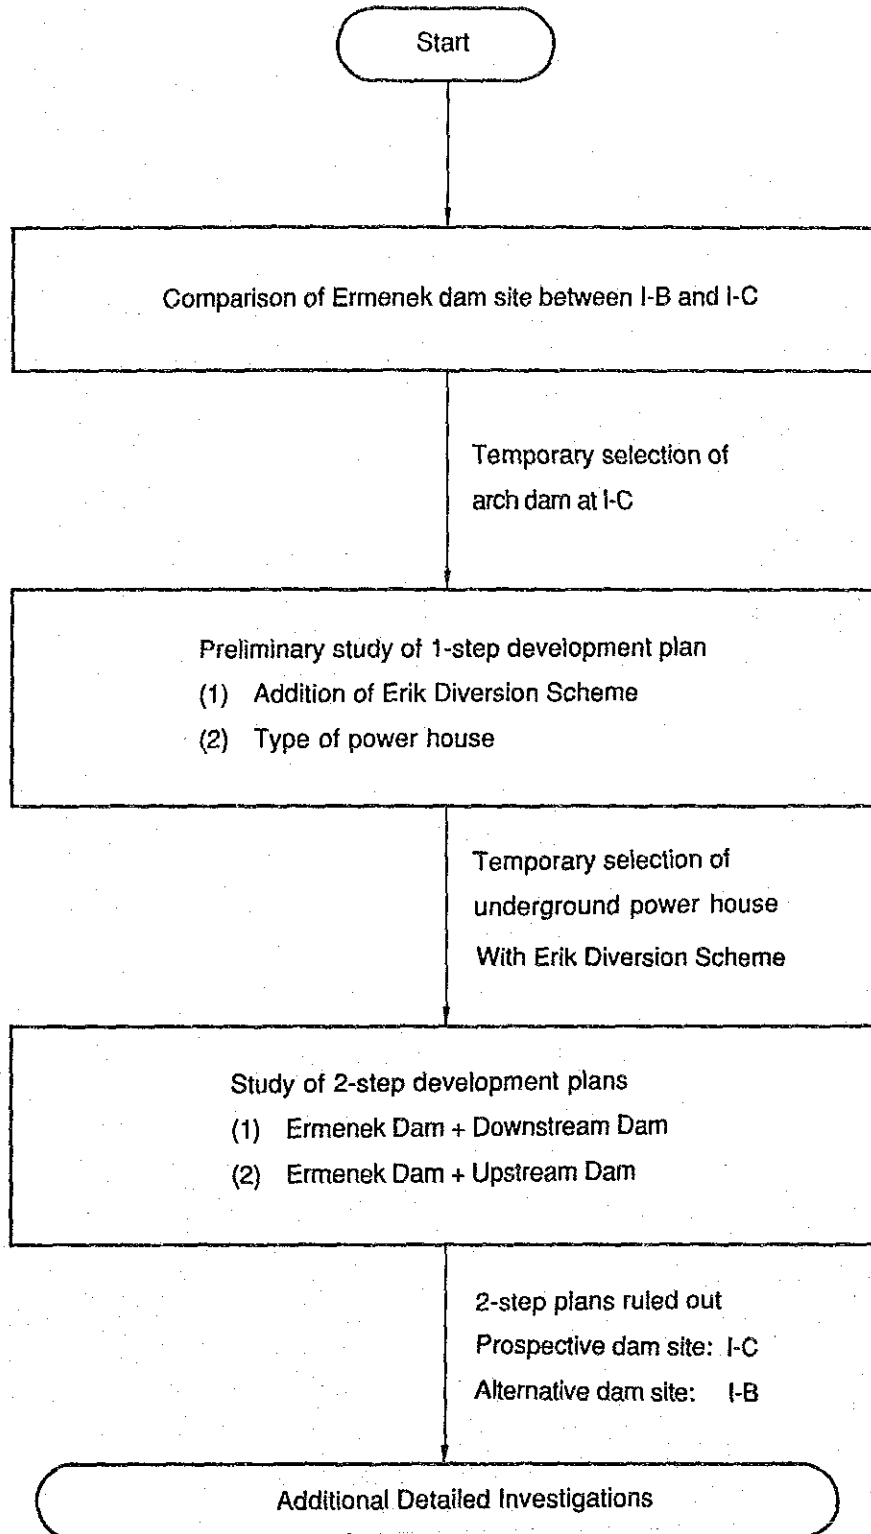 Start
Comparison of Ermenek dam site between I-B and I-C
Temporary selection of
arch dam at I-C
Preliminary study of 1-step development plan
(1) Addition of Erik Diversion Scheme
(2) Type of power house
Temporary selection of
underground power house
With Erik Diversion Scheme
Study of 2-step development plans
(1) Ermenek Dam + Downstream Dam
(2) Ermenek Dam + Upstream Dam
2-step plans ruled out
Prospective dam site: I-C
Alternative dam site: I-B
Additional Detailed Investigations